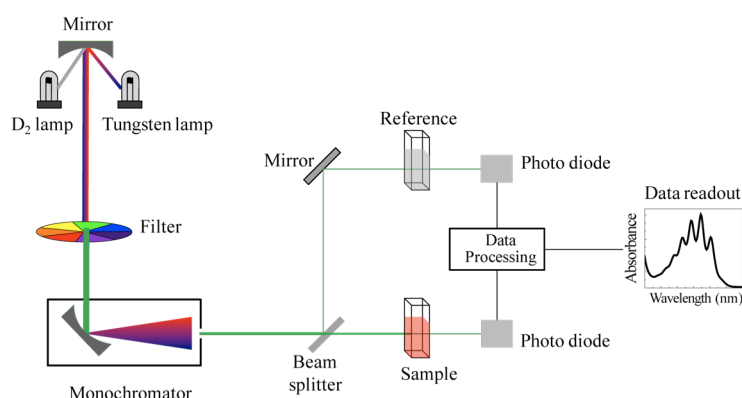 Mirror
D₂ lamp
Tungsten lamp
Filter
Monochromator
Mirror
Reference
Photo diode
Data
Processing
Beam
splitter
Sample
Photo diode
Data readout
Absorbance
Wavelength (nm)